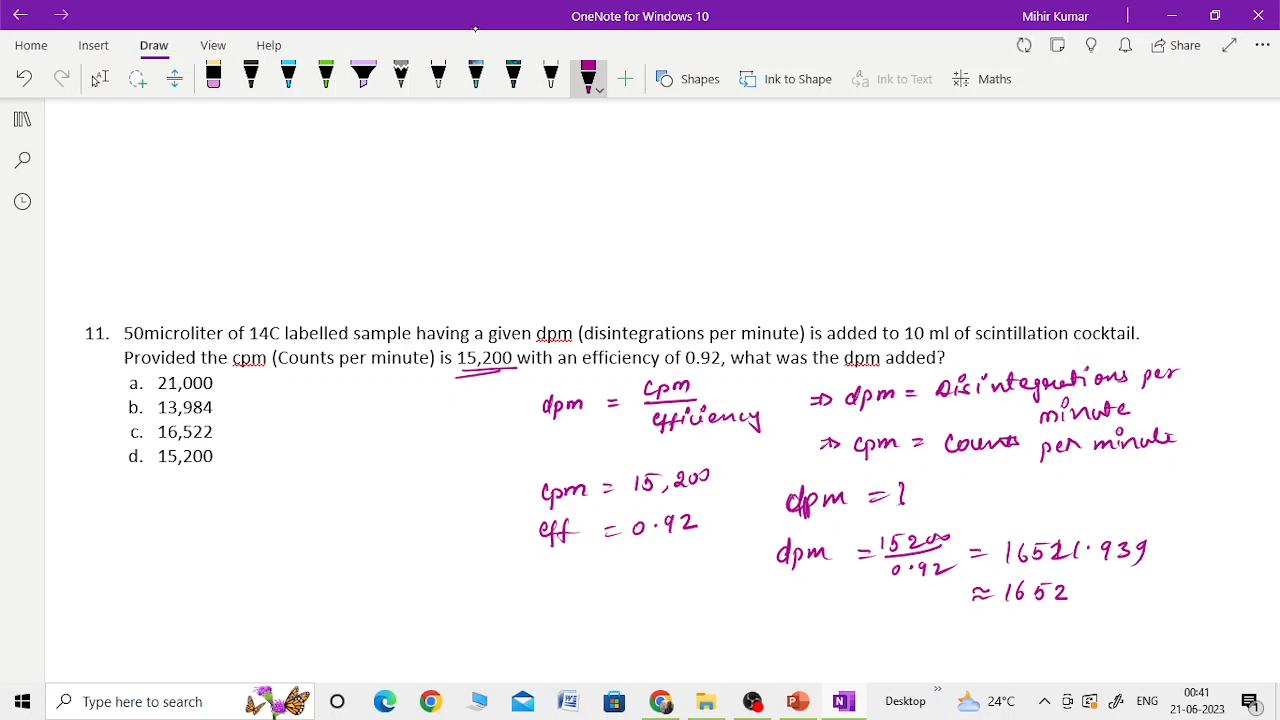 OneNote for Windows 10
Mihir Kumar
Home Insert Draw View Help
Share
Shapes Ink to Shape Ink to Text Maths
11. 50microliter of 14C labelled sample having a given dpm (disintegrations per minute) is added to 10 ml of scintillation cocktail.
Provided the cpm (Counts per minute) is 15,200 with an efficiency of 0.92, what was the dpm added?
a. 21,000
b. 13,984
c. 16,522
d. 15,200
dpm = cpm
efficiency
⇒ dpm = Disintegrations per
minute
⇒ cpm = Counts per minute
cpm = 15,200
eff = 0.92
dpm = ?
dpm = 15200 / 0.92 = 16521.939
≈ 1652
Type here to search
Desktop
24°C
ENG
00:41
21-06-2023